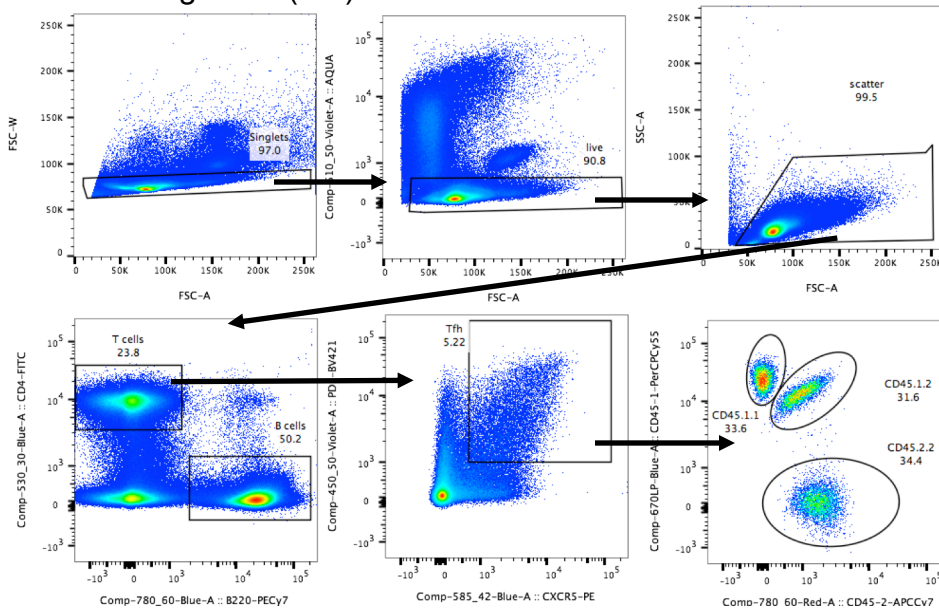 250K
200K
150K
100K
50K
0
FSC-W
Singlets
97.0
0 50K 100K 150K 200K 250K
FSC-A
10^5
10^4
10^3
0
-10^3
live
90.8
0 50K 100K 150K 200K 250K
FSC-A
250K
200K
150K
100K
50K
0
SSC-A
scatter
99.5
0 50K 100K 150K 200K 250K
FSC-A
10^5
10^4
10^3
0
-10^3
Comp-530_30-Blue-A :: CD4-FITC
T cells
23.8
B cells
50.2
-10^3 0 10^3 10^4 10^5
Comp-780_60-Blue-A :: B220-PECy7
10^5
10^4
10^3
0
-10^3
Tfh
5.22
-10^3 0 10^3 10^4 10^5
Comp-585_42-Blue-A :: CXCR5-PE
10^5
10^4
10^3
0
-10^3
Comp-670LP-Blue-A :: CD45-1-PerCPCy55
CD45.1.2
31.6
CD45.1.1
33.6
CD45.2.2
34.4
-10^3 0 10^3 10^4 10^5
Comp-780_60-Red-A :: CD45-2-APCCy7